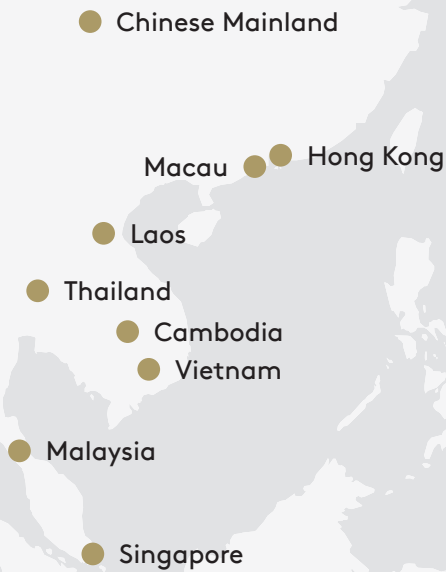 Chinese Mainland
Hong Kong
Macau
Laos
Thailand
Cambodia
Vietnam
Malaysia
Singapore